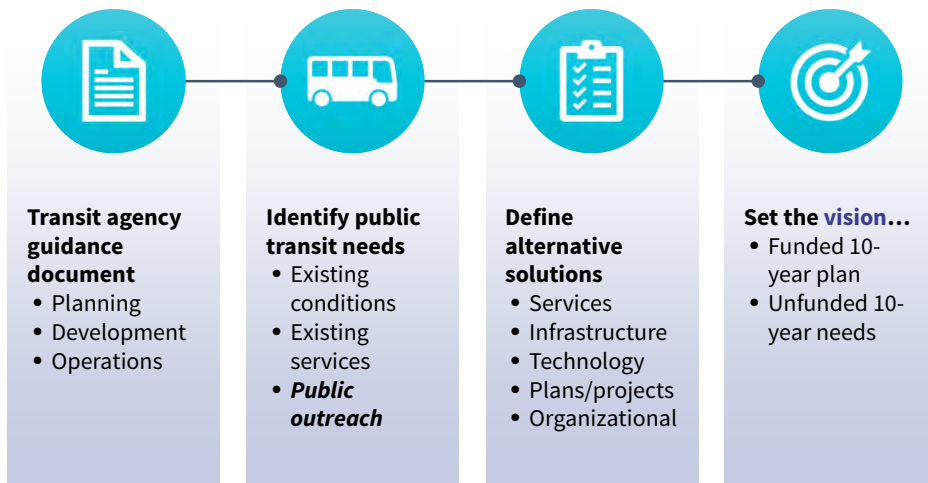 Transit agency
guidance
document
• Planning
• Development
• Operations
Identify public
transit needs
• Existing
conditions
• Existing
services
• Public
outreach
Define
alternative
solutions
• Services
• Infrastructure
• Technology
• Plans/projects
• Organizational
Set the vision…
• Funded 10-
year plan
• Unfunded 10-
year needs